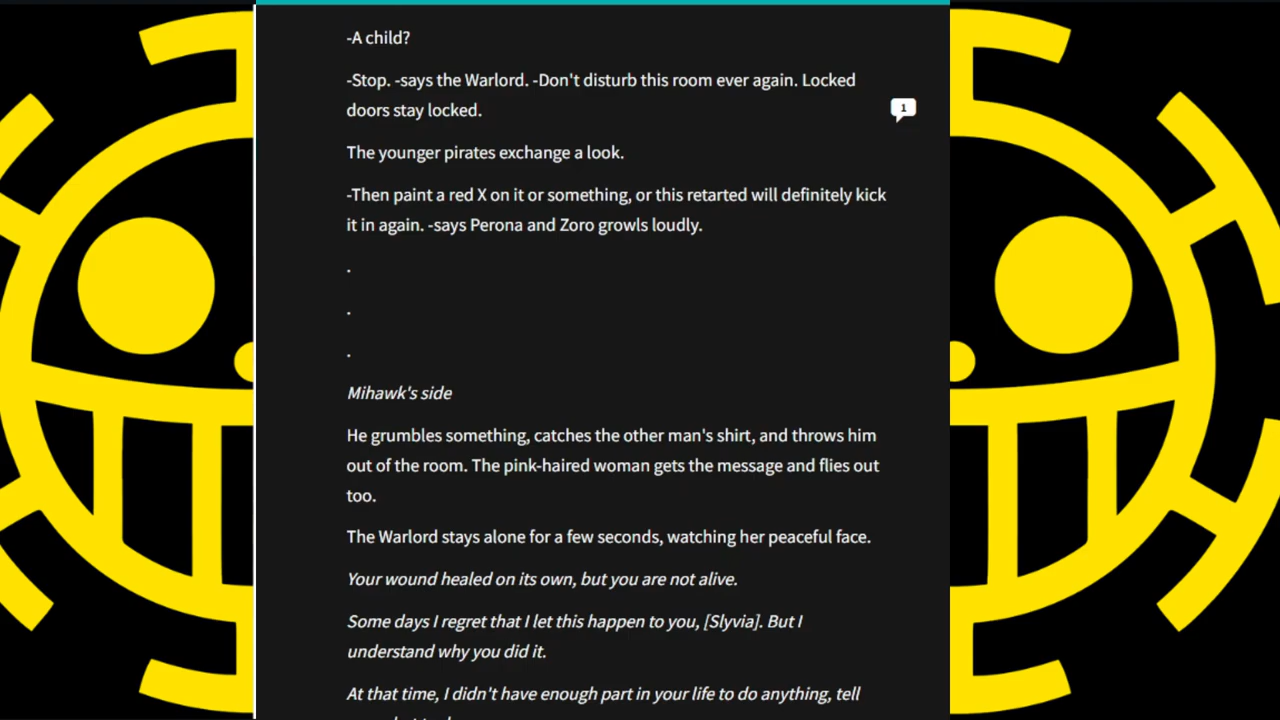 -A child?
-Stop. -says the Warlord. -Don't disturb this room ever again. Locked
doors stay locked.
1
The younger pirates exchange a look.
-Then paint a red X on it or something, or this retarted will definitely kick
it in again. -says Perona and Zoro growls loudly.
.
.
.
Mihawk's side
He grumbles something, catches the other man's shirt, and throws him
out of the room. The pink-haired woman gets the message and flies out
too.
The Warlord stays alone for a few seconds, watching her peaceful face.
Your wound healed on its own, but you are not alive.
Some days I regret that I let this happen to you, [Slyvia]. But I
understand why you did it.
At that time, I didn't have enough part in your life to do anything, tell